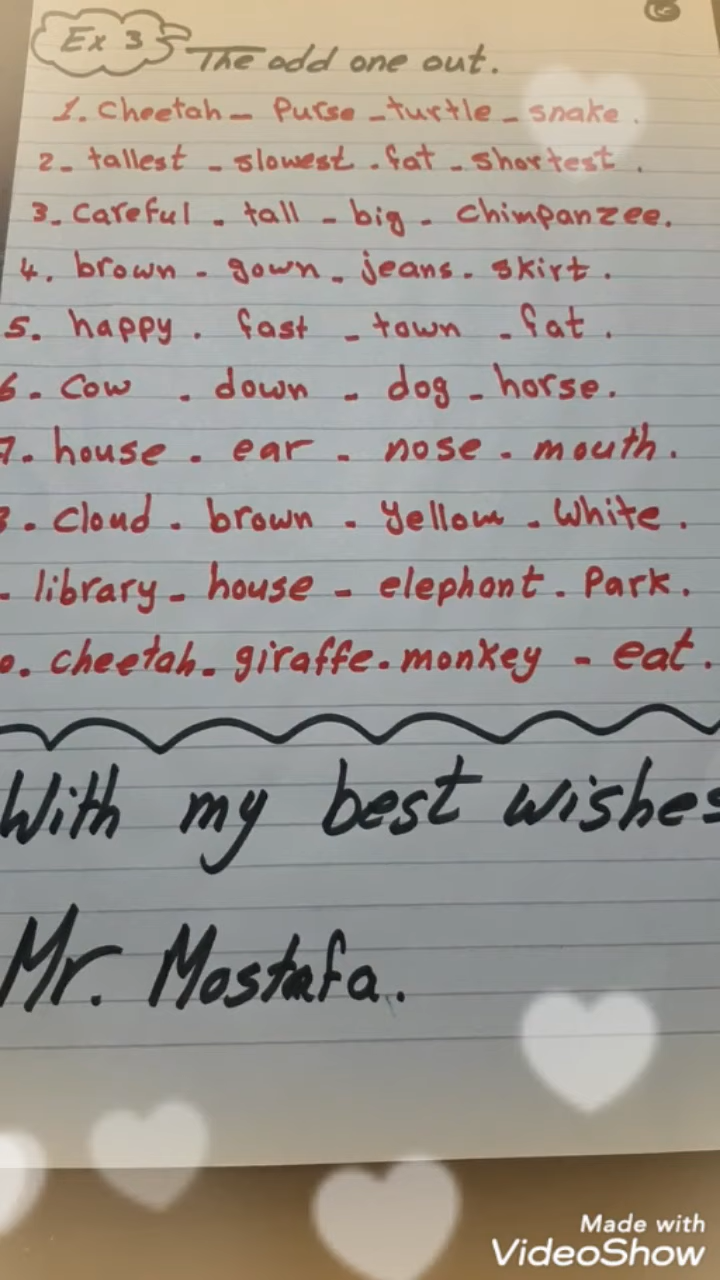 Ex 3 The odd one out.
1. Cheetah - Purse - turtle - snake.
2- tallest - slowest . fat - shortest.
3. Careful . tall - big - chimpanzee.
4. brown - gown - jeans - skirt.
5. happy . fast - town - fat.
6. Cow . down - dog - horse.
7. house . ear - nose . mouth.
8. cloud . brown - Yellow - White.
- library - house - elephant - Park.
0. cheetah. giraffe. monkey - eat.
With my best wishes
Mr. Mostafa.
Made with
VideoShow